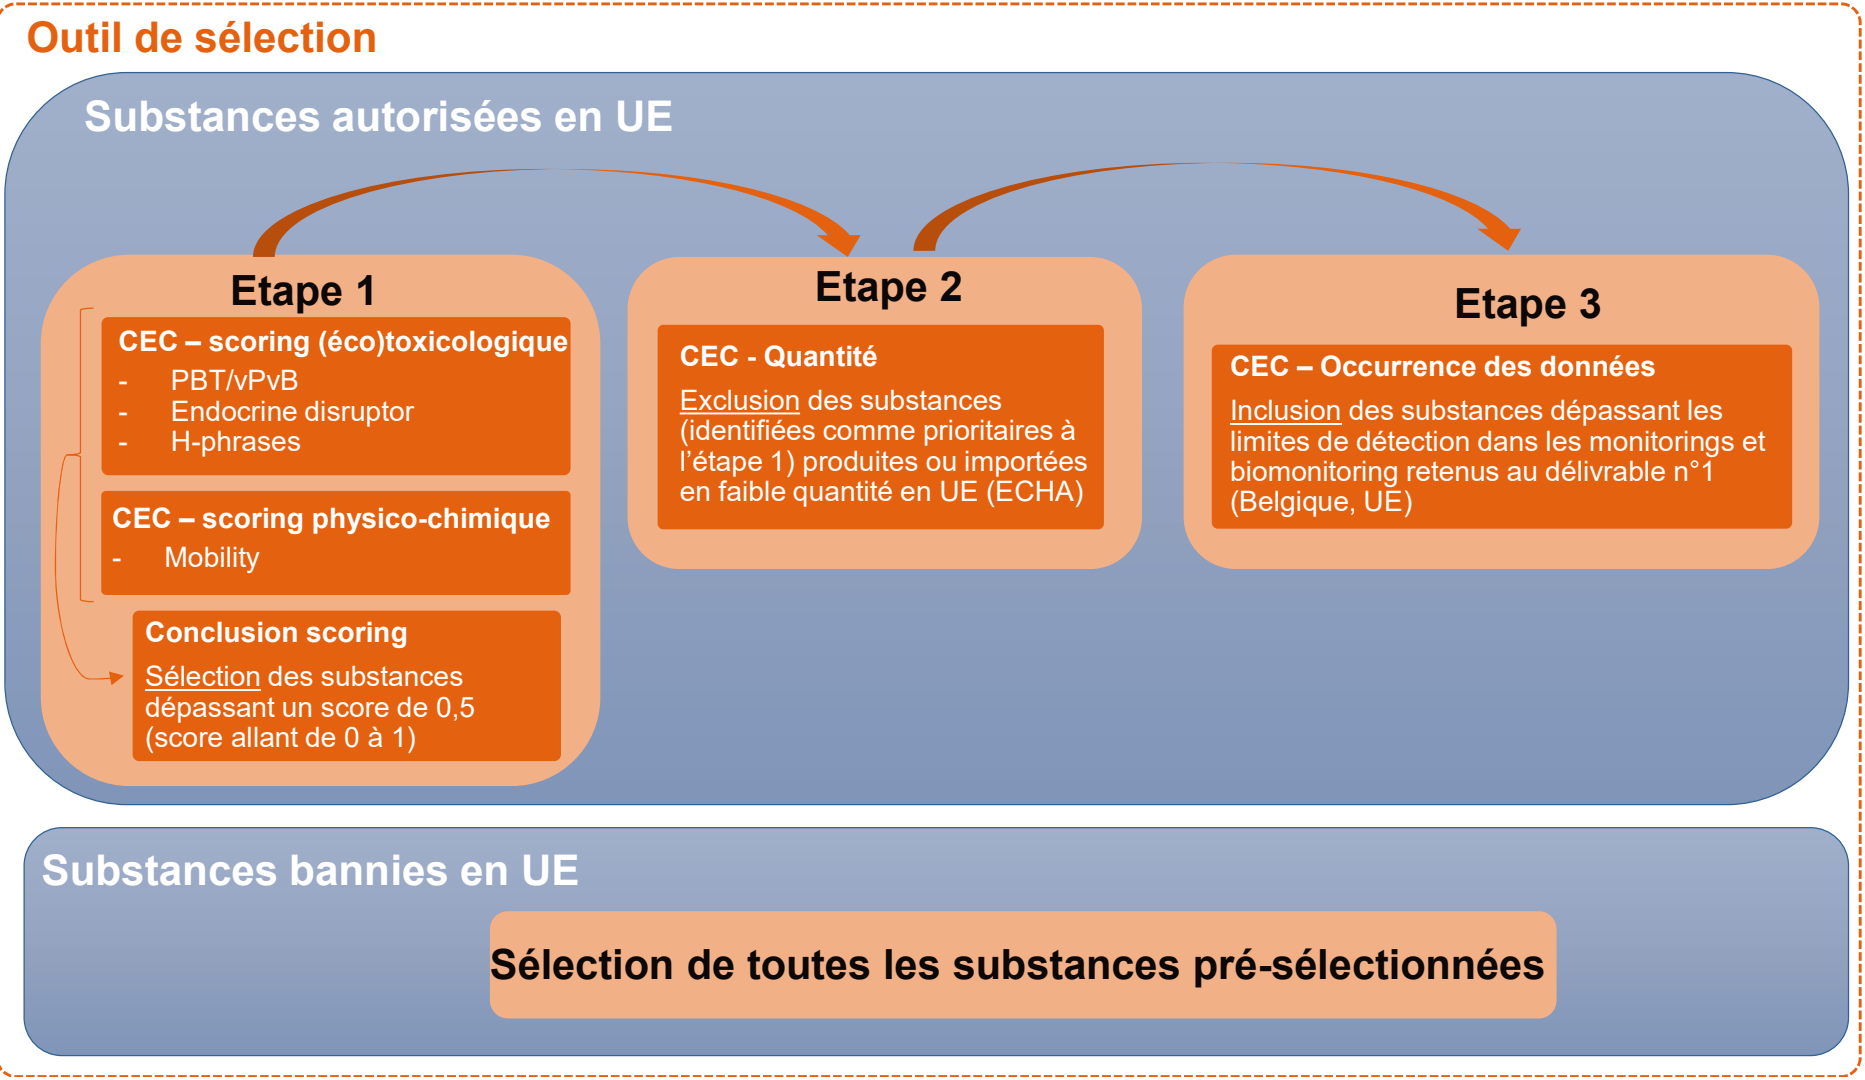 Outil de sélection
Substances autorisées en UE
Etape 1
CEC – scoring (éco)toxicologique
- PBT/vPvB
- Endocrine disruptor
- H-phrases
CEC – scoring physico-chimique
- Mobility
Conclusion scoring
Sélection des substances
dépassant un score de 0,5
(score allant de 0 à 1)
Etape 2
CEC - Quantité
Exclusion des substances
(identifiées comme prioritaires à
l’étape 1) produites ou importées
en faible quantité en UE (ECHA)
Etape 3
CEC – Occurrence des données
Inclusion des substances dépassant les
limites de détection dans les monitorings et
biomonitoring retenus au délivrable n°1
(Belgique, UE)
Substances bannies en UE
Sélection de toutes les substances pré-sélectionnées